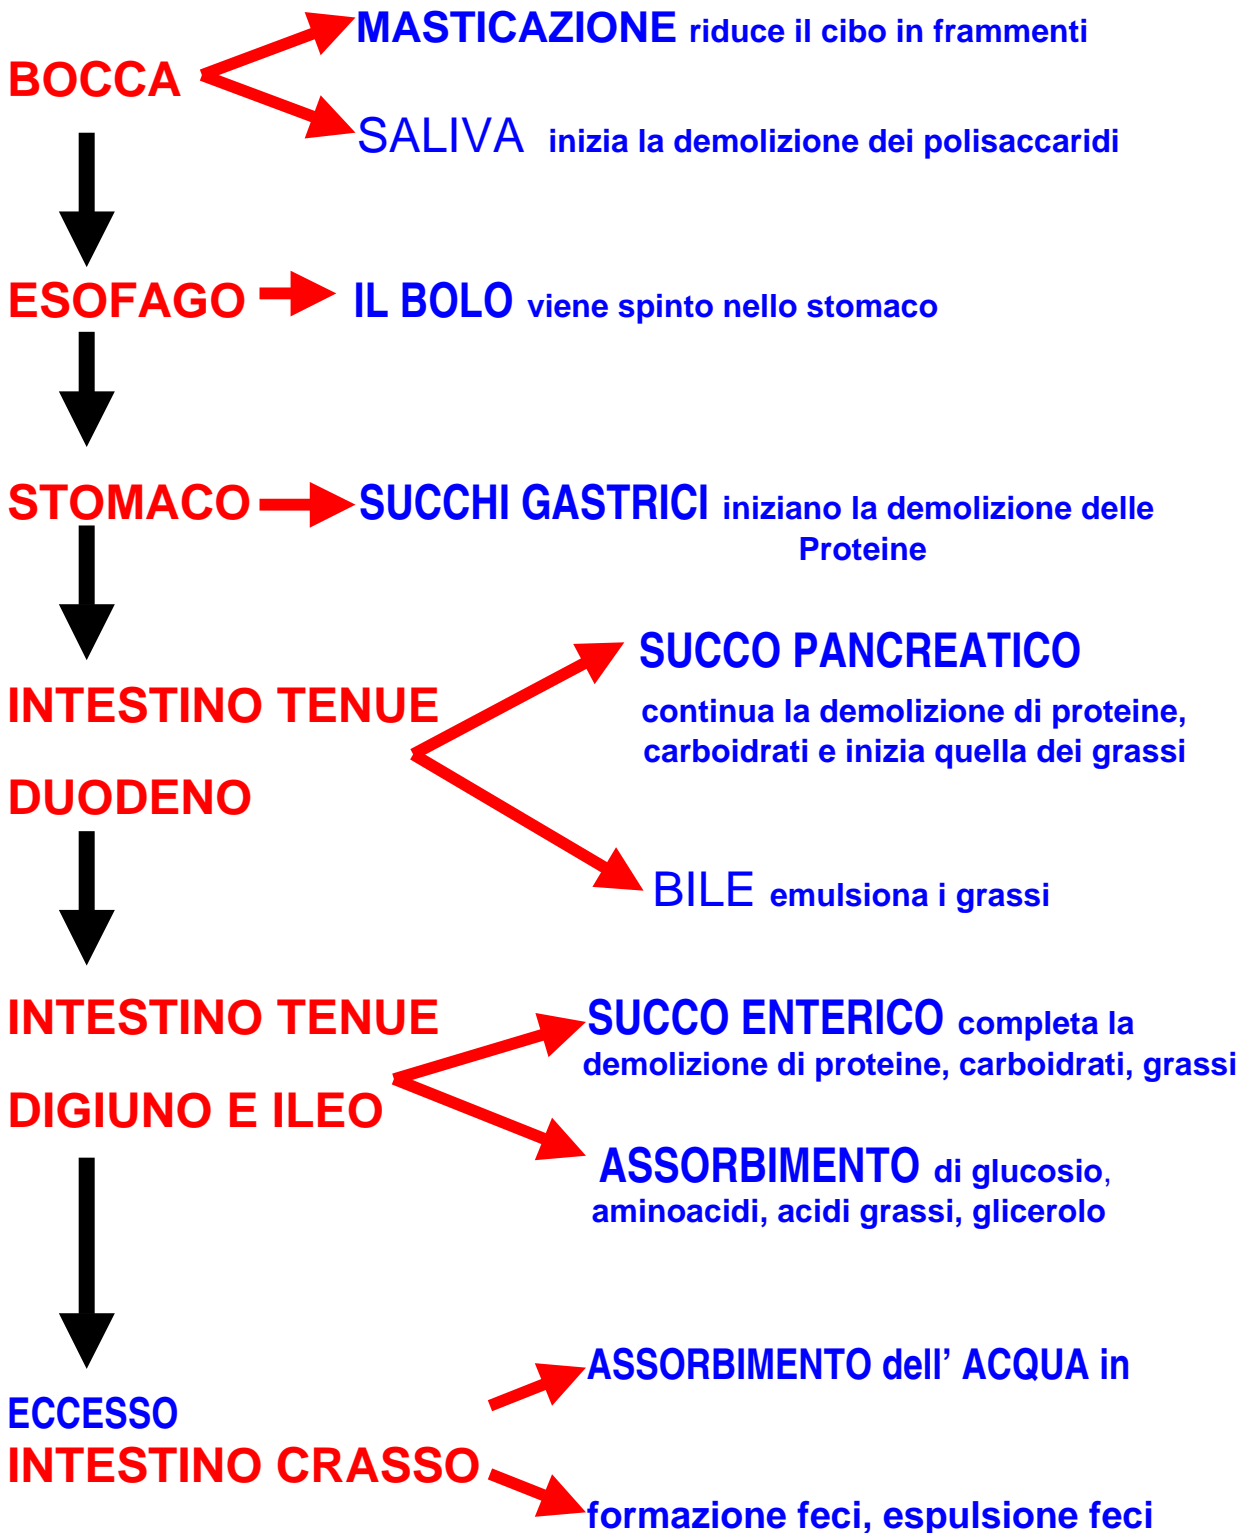 MASTICAZIONE riduce il cibo in frammenti
BOCCA
SALIVA inizia la demolizione dei polisaccaridi
ESOFAGO IL BOLO viene spinto nello stomaco
STOMACO SUCCHI GASTRICI iniziano la demolizione delle
Proteine
SUCCO PANCREATICO
INTESTINO TENUE
continua la demolizione di proteine,
carboidrati e inizia quella dei grassi
DUODENO
BILE emulsiona i grassi
INTESTINO TENUE SUCCO ENTERICO completa la
demolizione di proteine, carboidrati, grassi
DIGIUNO E ILEO
ASSORBIMENTO di glucosio,
aminoacidi, acidi grassi, glicerolo
ASSORBIMENTO dell' ACQUA in
ECCESSO
INTESTINO CRASSO
formazione feci, espulsione feci